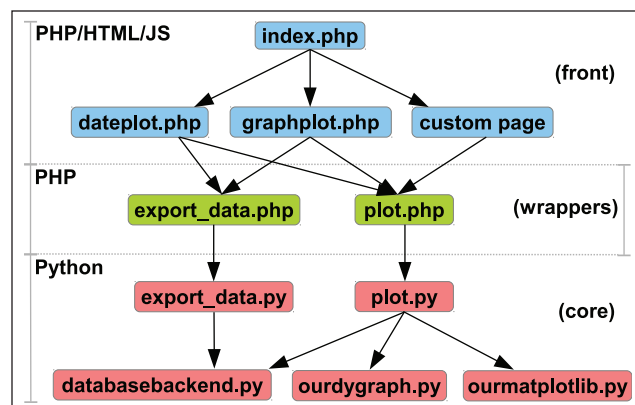 PHP/HTML/JS
index.php
(front)
dateplot.php
graphplot.php
custom page
PHP
export_data.php
plot.php
(wrappers)
Python
export_data.py
plot.py
(core)
databasebackend.py
ourdygraph.py
ourmatplotlib.py